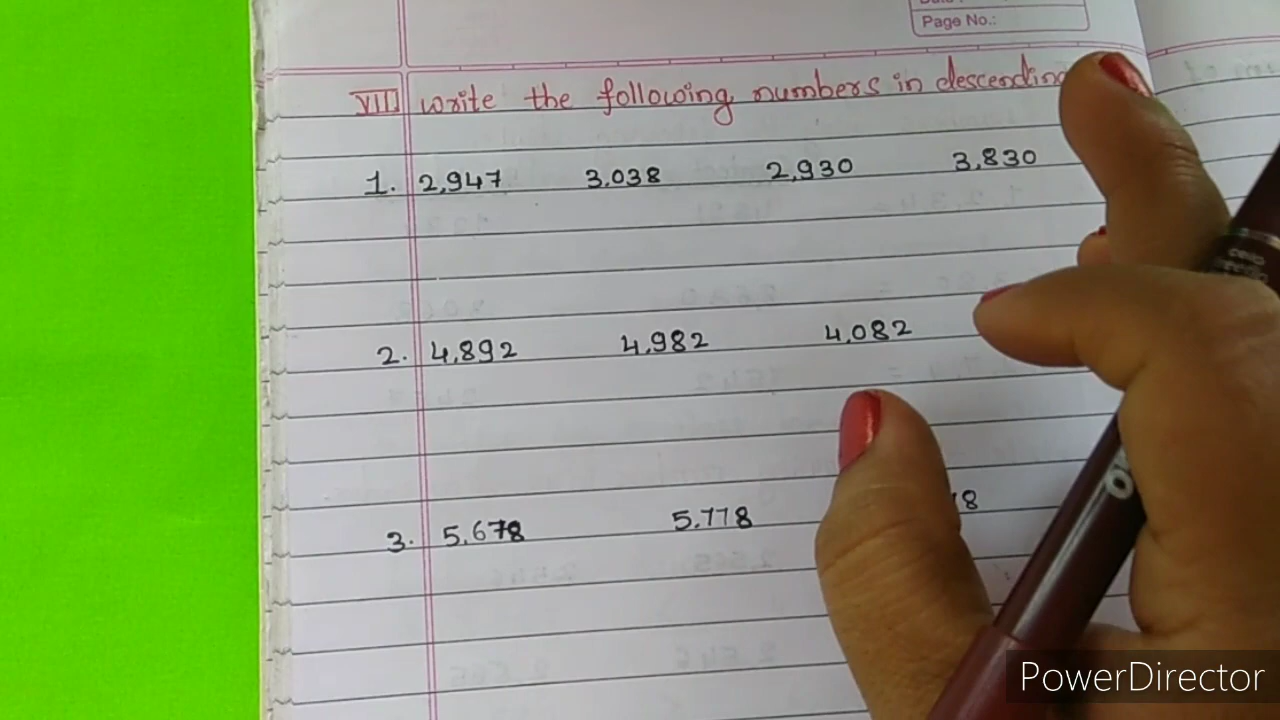 Page No.:
VIII write the following numbers in descending
1. 2,947 3,038 2,930 3,830
2. 4,892 4,982 4,082
3. 5,678 5,778
PowerDirector